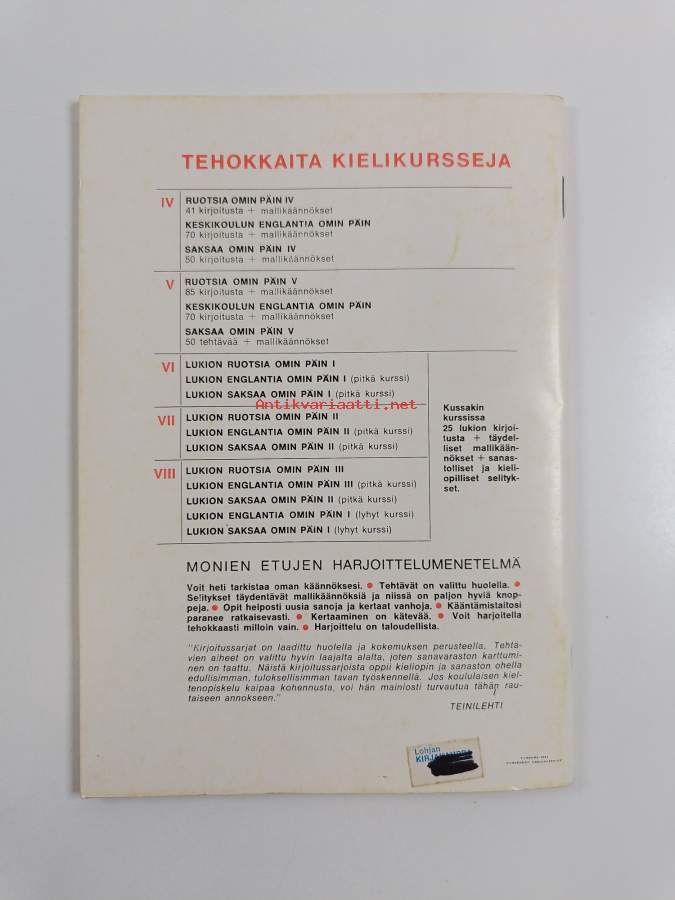 TEHOKKAITA KIELIKURSSEJA
IV
RUOTSIA OMIN PÄIN IV
41 kirjoitusta + mallikäännökset
KESKIKOULUN ENGLANTIA OMIN PÄIN
70 kirjoitusta + mallikäännökset
SAKSAA OMIN PÄIN IV
50 kirjoitusta + mallikäännökset
V
RUOTSIA OMIN PÄIN V
85 kirjoitusta + mallikäännökset
KESKIKOULUN ENGLANTIA OMIN PÄIN
70 kirjoitusta + mallikäännökset
SAKSAA OMIN PÄIN V
50 tehtävää + mallikäännökset
VI
LUKION RUOTSIA OMIN PÄIN I
LUKION ENGLANTIA OMIN PÄIN I (pitkä kurssi)
LUKION SAKSAA OMIN PÄIN I (pitkä kurssi)
Antikvariaatti.net
VII
LUKION RUOTSIA OMIN PÄIN II
LUKION ENGLANTIA OMIN PÄIN II (pitkä kurssi)
LUKION SAKSAA OMIN PÄIN II (pitkä kurssi)
VIII
LUKION RUOTSIA OMIN PÄIN III
LUKION ENGLANTIA OMIN PÄIN III (pitkä kurssi)
LUKION SAKSAA OMIN PÄIN II (pitkä kurssi)
LUKION ENGLANTIA OMIN PÄIN I (lyhyt kurssi)
LUKION SAKSAA OMIN PÄIN I (lyhyt kurssi)
Kussakin
kurssissa
25 lukion kirjoi-
tusta + täydel-
liset mallikään-
nökset + sanas-
tolliset ja kieli-
opilliset selityk-
set.
MONIEN ETUJEN HARJOITTELUMENETELMÄ
Voit heti tarkistaa oman käännöksesi. ● Tehtävät on valittu huolella. ●
Selitykset täydentävät mallikäännöksiä ja niissä on paljon hyviä knop-
peja. ● Opit helposti uusia sanoja ja kertaat vanhoja. ● Kääntämistaitosi
paranee ratkaisevasti. ● Kertaaminen on kätevää. ● Voit harjoitella
tehokkaasti milloin vain. ● Harjoittelu on taloudellista.
"Kirjoitussarjat on laadittu huolella ja kokemuksen perusteella. Tehtä-
vien aiheet on valittu hyvin laajalta alalta, joten sanavaraston karttumi-
nen on taattu. Näistä kirjoitussarjoista oppii kieliopin ja sanaston ohella
edullisimman, tuloksellisimman tavan työskennellä. Jos koululaisen kiel-
tenopiskelu kaipaa kohennusta, voi hän mainiosti turvautua tähän rau-
taiseen annokseen."
TEINILEHTI
Lohjan